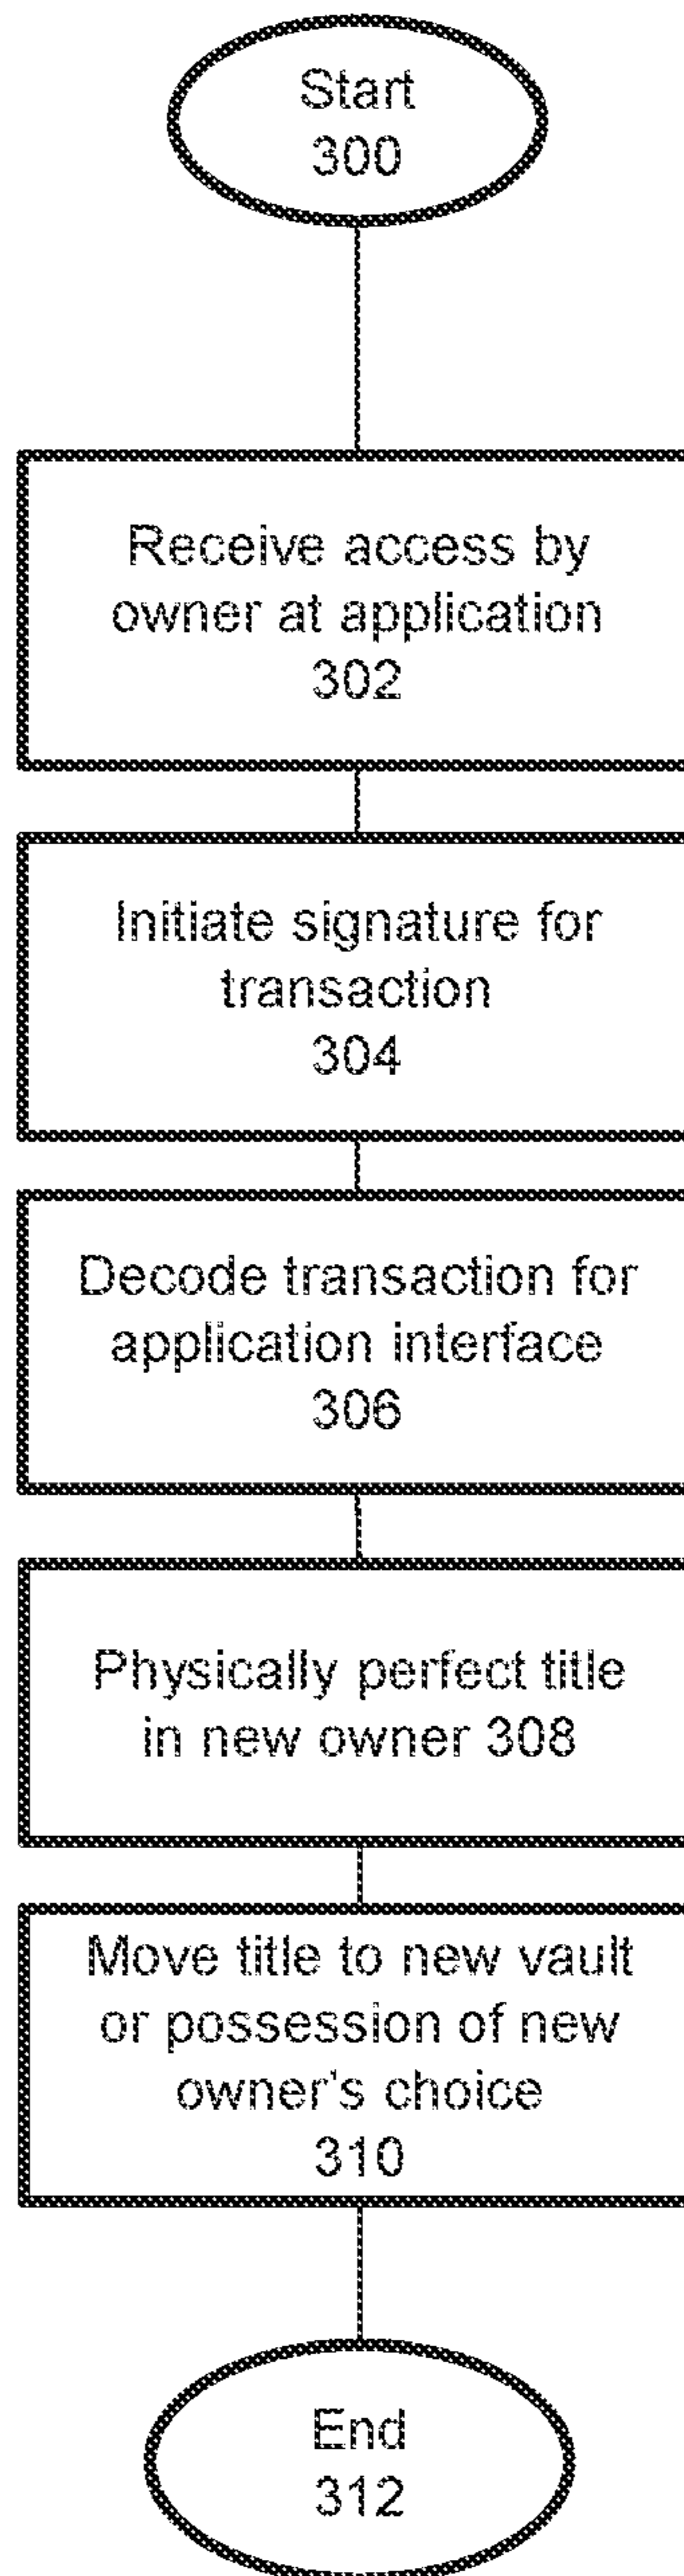 Start
300
Receive access by
owner at application
302
Initiate signature for
transaction
304
Decode transaction for
application interface
306
Physically perfect title
in new owner 308
Move title to new vault
or possession of new
owner's choice
310
End
312